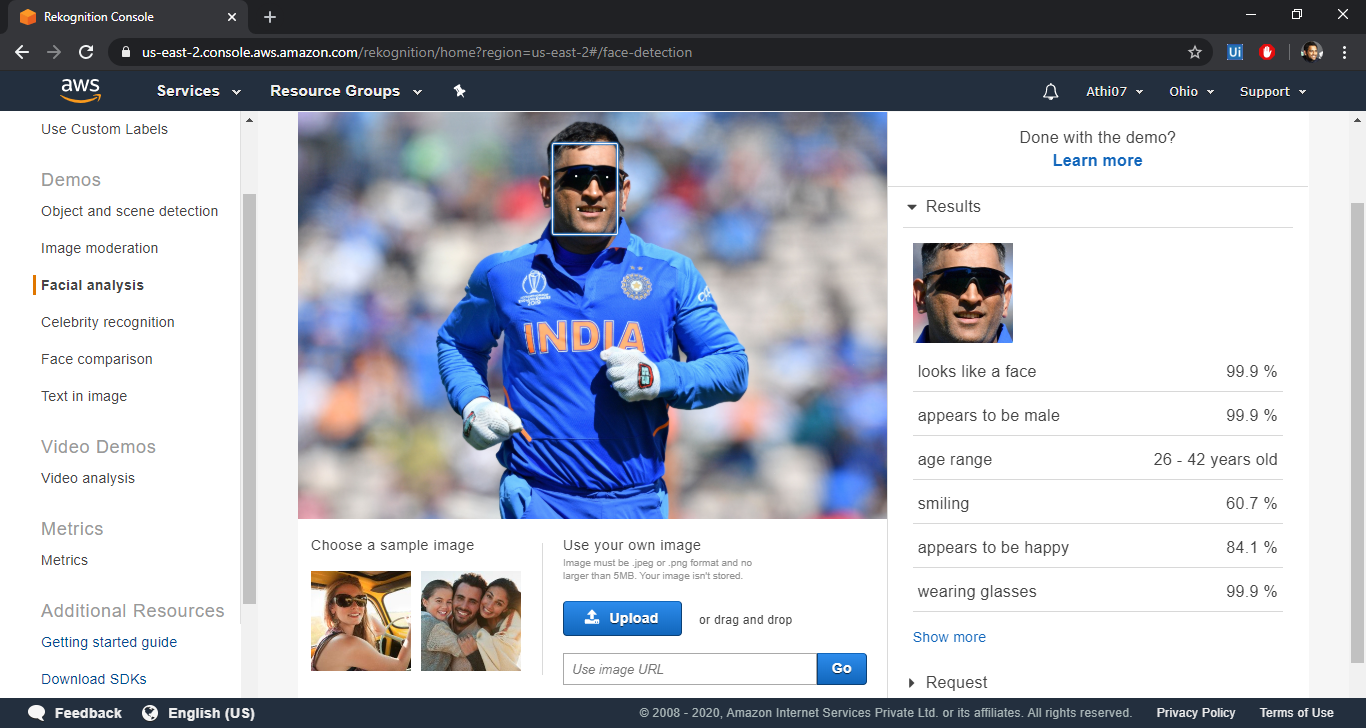 Rekognition Console
us-east-2.console.aws.amazon.com/rekognition/home?region=us-east-2#/face-detection
Ui
aws
Services
Resource Groups
Athi07
Ohio
Support
Use Custom Labels
Demos
Object and scene detection
Image moderation
Facial analysis
Celebrity recognition
Face comparison
Text in image
Video Demos
Video analysis
Metrics
Metrics
Additional Resources
Getting started guide
Download SDKs
INDIA
Choose a sample image
Use your own image
Image must be .jpeg or .png format and no
larger than 5MB. Your image isn't stored.
Upload
or drag and drop
Use image URL
Go
Done with the demo?
Learn more
Results
looks like a face 99.9 %
appears to be male 99.9 %
age range 26 - 42 years old
smiling 60.7 %
appears to be happy 84.1 %
wearing glasses 99.9 %
Show more
Request
Feedback
English (US)
© 2008 - 2020, Amazon Internet Services Private Ltd. or its affiliates. All rights reserved.
Privacy Policy
Terms of Use